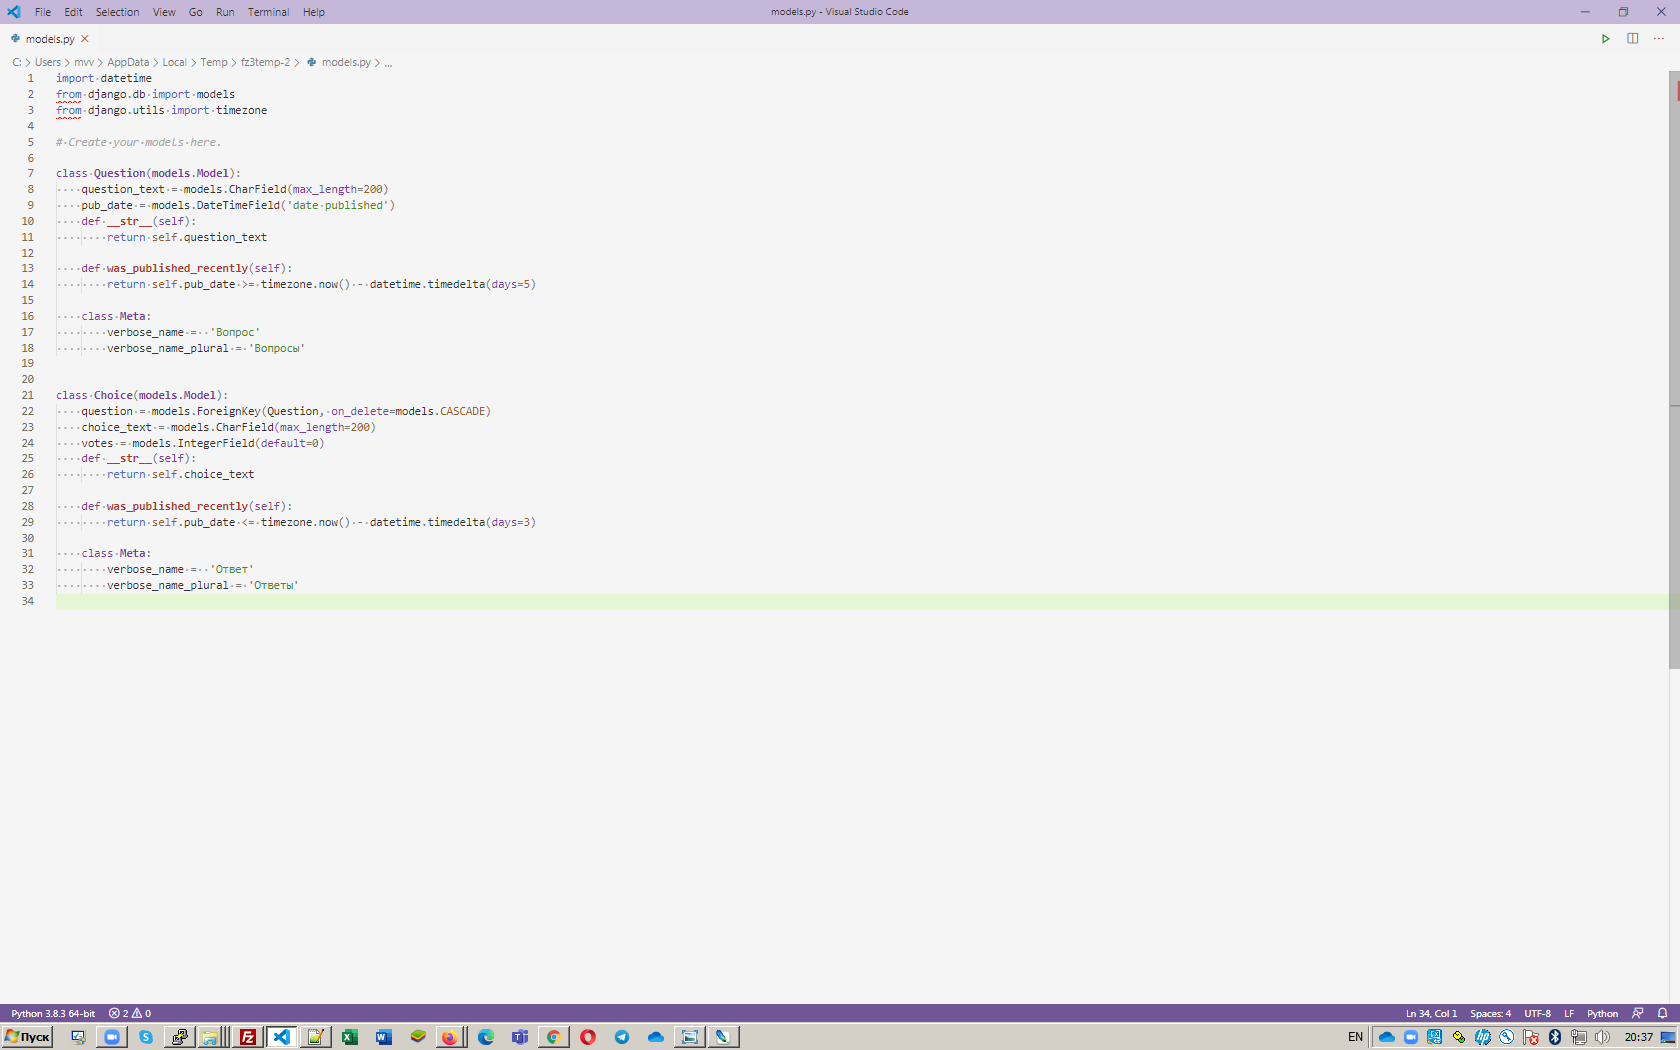 File Edit Selection View Go Run Terminal Help
models.py - Visual Studio Code
models.py
C: > Users > mvv > AppData > Local > Temp > fz3temp-2 > models.py > ...
1 import datetime
2 from django.db import models
3 from django.utils import timezone
4
5 # Create your models here.
6
7 class Question(models.Model):
8 question_text = models.CharField(max_length=200)
9 pub_date = models.DateTimeField('date published')
10 def __str__(self):
11 return self.question_text
12
13 def was_published_recently(self):
14 return self.pub_date >= timezone.now() - datetime.timedelta(days=5)
15
16 class Meta:
17 verbose_name =  'Вопрос'
18 verbose_name_plural = 'Вопросы'
19
20
21 class Choice(models.Model):
22 question = models.ForeignKey(Question, on_delete=models.CASCADE)
23 choice_text = models.CharField(max_length=200)
24 votes = models.IntegerField(default=0)
25 def __str__(self):
26 return self.choice_text
27
28 def was_published_recently(self):
29 return self.pub_date <= timezone.now() - datetime.timedelta(days=3)
30
31 class Meta:
32 verbose_name =  'Ответ'
33 verbose_name_plural = 'Ответы'
34
Python 3.8.3 64-bit 2 0
Ln 34, Col 1 Spaces: 4 UTF-8 LF Python
Пуск
EN 20:37